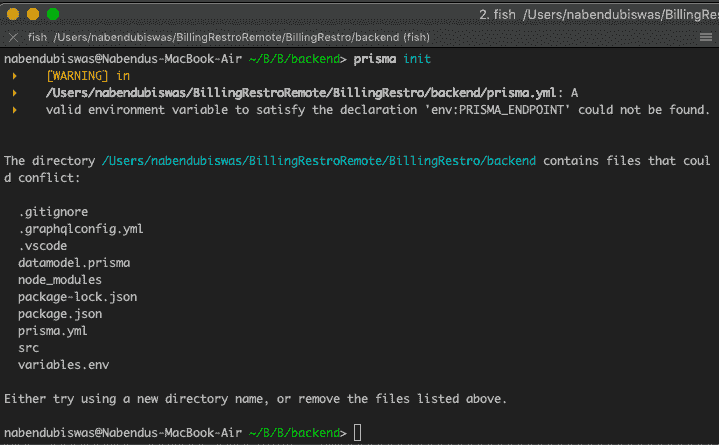 2. fish /Users/nabendubiswas/BillingRestroRemote/BillingRestro/backend
fish /Users/nabendubiswas/BillingRestroRemote/BillingRestro/backend (fish)
nabendubiswas@Nabendus-MacBook-Air ~/B/B/backend> prisma init
[WARNING] in
/Users/nabendubiswas/BillingRestroRemote/BillingRestro/backend/prisma.yml: A
valid environment variable to satisfy the declaration 'env:PRISMA_ENDPOINT' could not be found.
The directory /Users/nabendubiswas/BillingRestroRemote/BillingRestro/backend contains files that coul
d conflict:
.gitignore
.graphqlconfig.yml
.vscode
datamodel.prisma
node_modules
package-lock.json
package.json
prisma.yml
src
variables.env
Either try using a new directory name, or remove the files listed above.
nabendubiswas@Nabendus-MacBook-Air ~/B/B/backend>